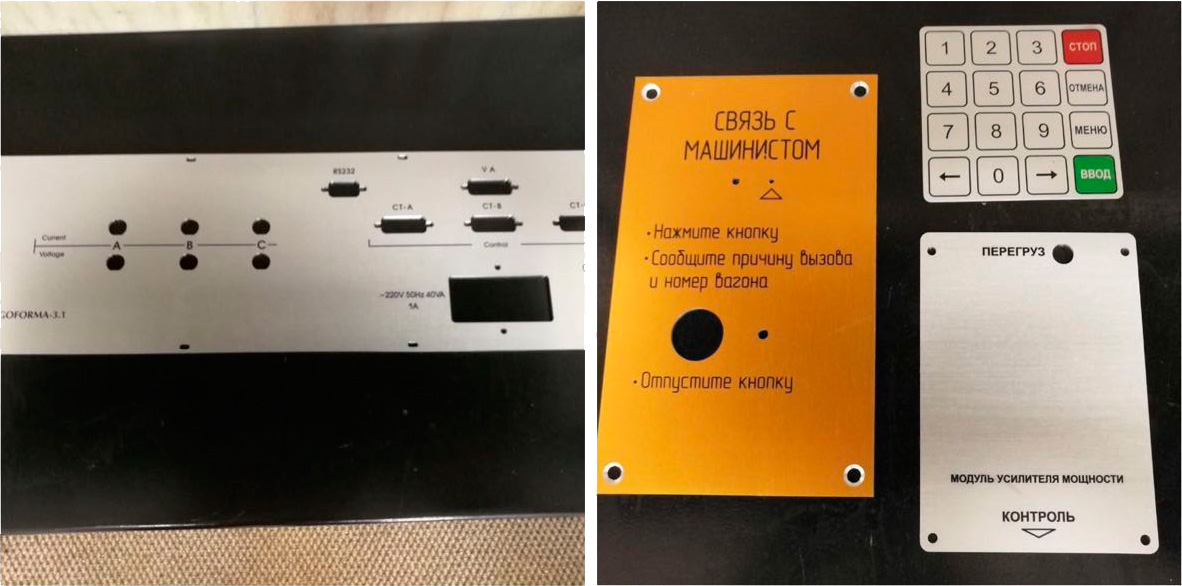 RS232
V A
CT-A
CT-B
Current
A B C
Voltage
Control
~220V 50Hz 40VA
1A
GOFORMA-3.1
СВЯЗЬ С
МАШИНИСТОМ
•Нажмите кнопку
•Сообщите причину вызова
и номер вагона
•Отпустите кнопку
1 2 3 СТОП
4 5 6 ОТМЕНА
7 8 9 МЕНЮ
← 0 → ВВОД
ПЕРЕГРУЗ
МОДУЛЬ УСИЛИТЕЛЯ МОЩНОСТИ
КОНТРОЛЬ